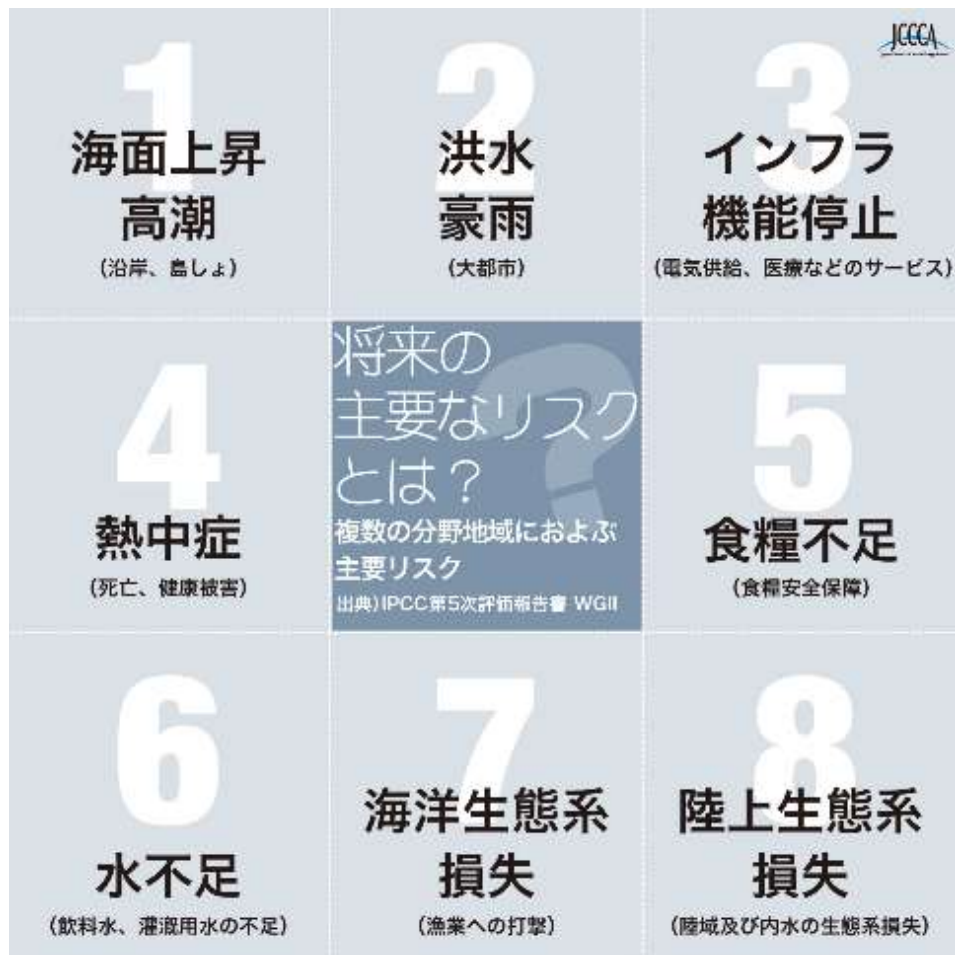 JCCCA
1
海面上昇
高潮
(沿岸、島しょ)
2
洪水
豪雨
(大都市)
3
インフラ
機能停止
(電気供給、医療などのサービス)
4
熱中症
(死亡、健康被害)
将来の
主要なリスク
とは？
複数の分野地域におよぶ
主要リスク
出典)IPCC第5次評価報告書 WGII
5
食糧不足
(食糧安全保障)
6
水不足
(飲料水、灌漑用水の不足)
7
海洋生態系
損失
(漁業への打撃)
8
陸上生態系
損失
(陸域及び内水の生態系損失)